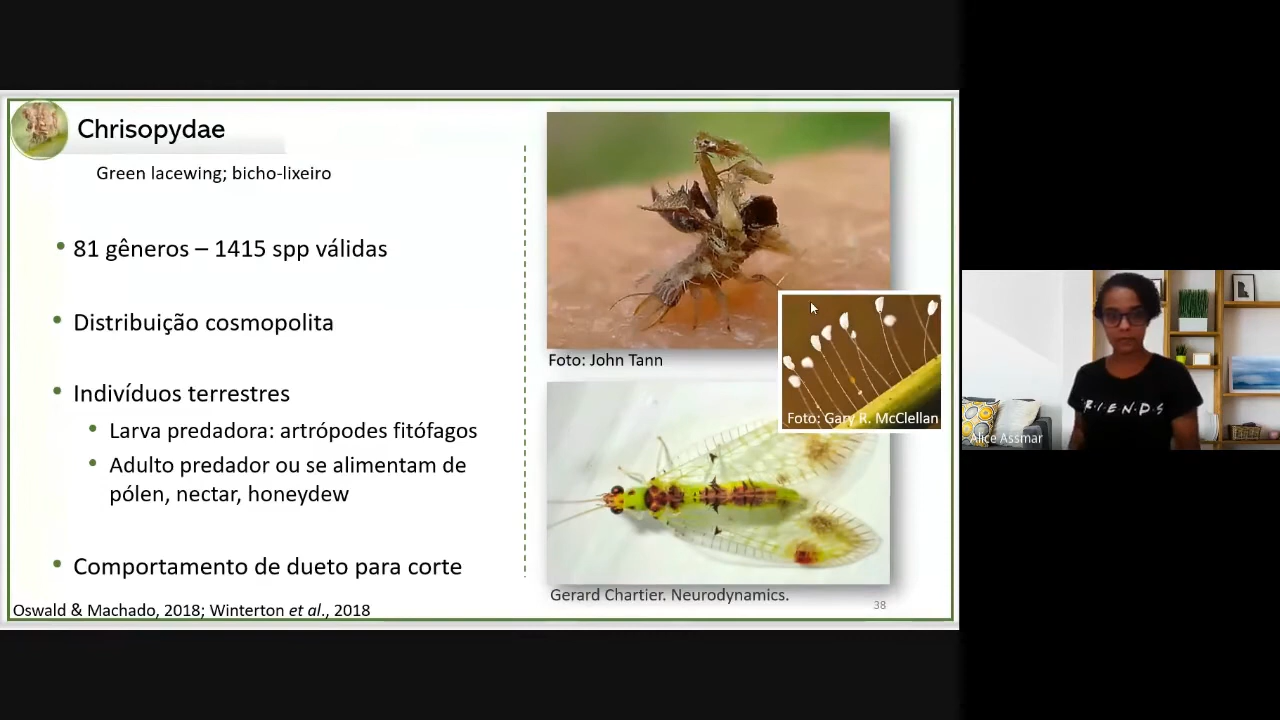 Chrisopydae
Green lacewing; bicho-lixeiro
• 81 gêneros – 1415 spp válidas
• Distribuição cosmopolita
• Indivíduos terrestres
• Larva predadora: artrópodes fitófagos
• Adulto predador ou se alimentam de
pólen, nectar, honeydew
• Comportamento de dueto para corte
Oswald & Machado, 2018; Winterton et al., 2018
Foto: John Tann
Foto: Gary R. McClellan
Gerard Chartier. Neurodynamics.
38
F·R·I·E·N·D·S
Alice Assmar